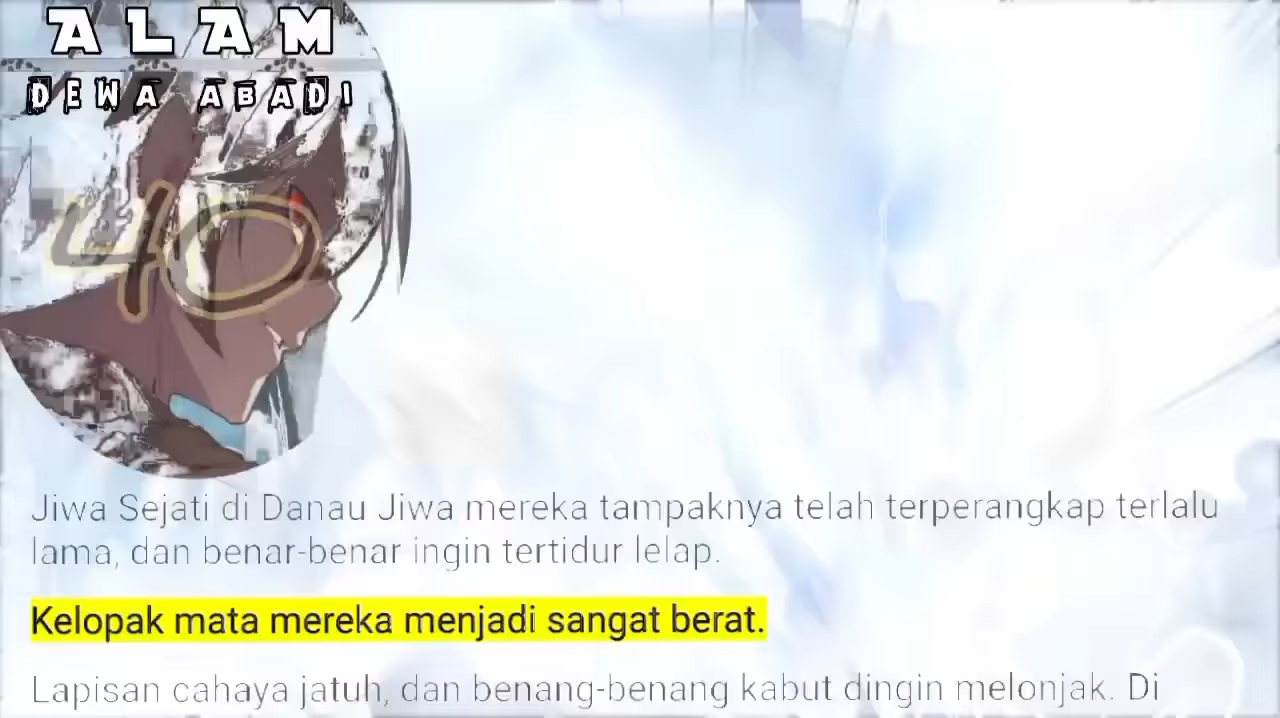 ALAM
DEWA ABADI
40
Jiwa Sejati di Danau Jiwa mereka tampaknya telah terperangkap terlalu
lama, dan benar-benar ingin tertidur lelap.
Kelopak mata mereka menjadi sangat berat.
Lapisan cahaya jatuh, dan benang-benang kabut dingin melonjak. Di